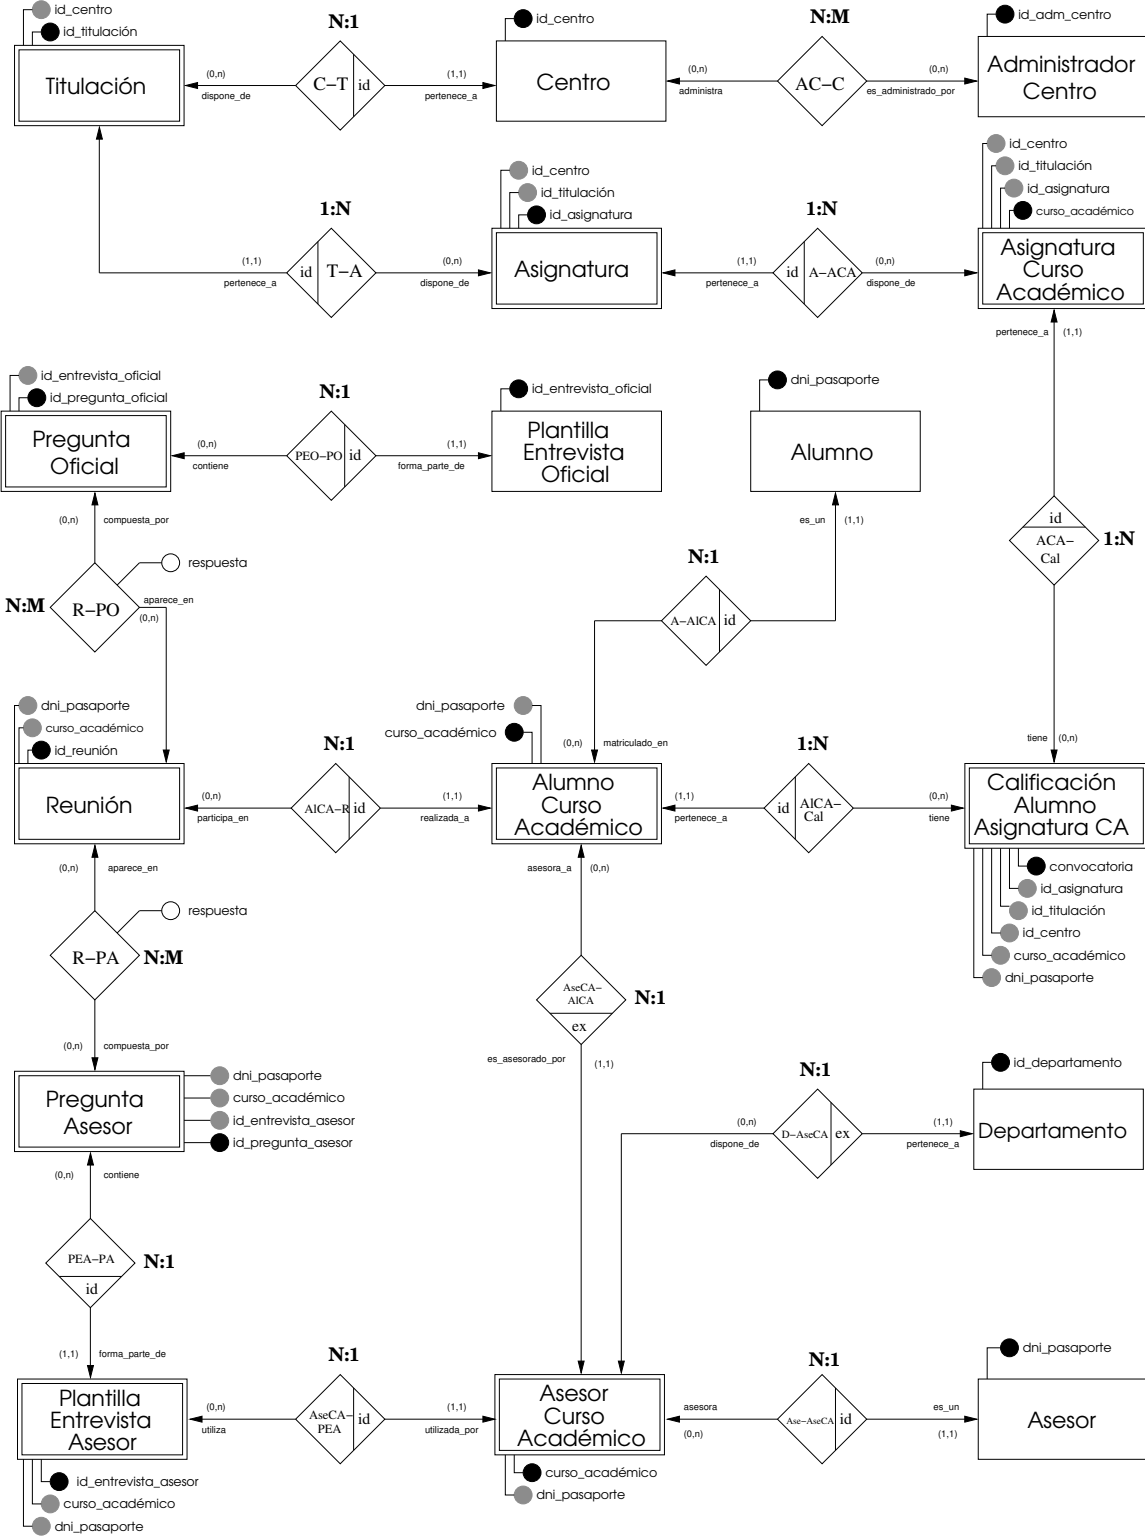 id_centro
id_titulación
Titulación
(0,n)
dispone_de
N:1
C–T
id
(1,1)
pertenece_a
id_centro
Centro
(0,n)
administra
N:M
AC–C
(0,n)
es_administrado_por
id_adm_centro
Administrador
Centro
(1,1)
pertenece_a
1:N
id
T–A
(0,n)
dispone_de
id_centro
id_titulación
id_asignatura
Asignatura
(1,1)
pertenece_a
1:N
id
A–ACA
(0,n)
dispone_de
id_centro
id_titulación
id_asignatura
curso_académico
Asignatura
Curso
Académico
pertenece_a
(1,1)
id
ACA–
Cal
1:N
tiene
(0,n)
id_entrevista_oficial
id_pregunta_oficial
Pregunta
Oficial
(0,n)
contiene
N:1
PEO–PO
id
(1,1)
forma_parte_de
id_entrevista_oficial
Plantilla
Entrevista
Oficial
dni_pasaporte
Alumno
es_un
(1,1)
N:1
A–AlCA
id
(0,n)
matriculado_en
(0,n)
compuesta_por
respuesta
N:M
R–PO
aparece_en
(0,n)
dni_pasaporte
curso_académico
id_reunión
Reunión
(0,n)
participa_en
N:1
AlCA–R
id
(1,1)
realizada_a
dni_pasaporte
curso_académico
Alumno
Curso
Académico
(1,1)
pertenece_a
1:N
id
AlCA–
Cal
(0,n)
tiene
Calificación
Alumno
Asignatura CA
convocatoria
id_asignatura
id_titulación
id_centro
curso_académico
dni_pasaporte
(0,n)
aparece_en
respuesta
R–PA
N:M
(0,n)
compuesta_por
asesora_a
(0,n)
AseCA–
AlCA
ex
N:1
es_asesorado_por
(1,1)
Pregunta
Asesor
dni_pasaporte
curso_académico
id_entrevista_asesor
id_pregunta_asesor
(0,n)
dispone_de
N:1
D–AseCA
ex
(1,1)
pertenece_a
id_departamento
Departamento
(0,n)
contiene
PEA–PA
id
N:1
(1,1)
forma_parte_de
Plantilla
Entrevista
Asesor
id_entrevista_asesor
curso_académico
dni_pasaporte
(0,n)
utiliza
N:1
AseCA–
PEA
id
(1,1)
utilizada_por
Asesor
Curso
Académico
curso_académico
dni_pasaporte
asesora
(0,n)
N:1
Ase–AseCA
id
es_un
(1,1)
dni_pasaporte
Asesor